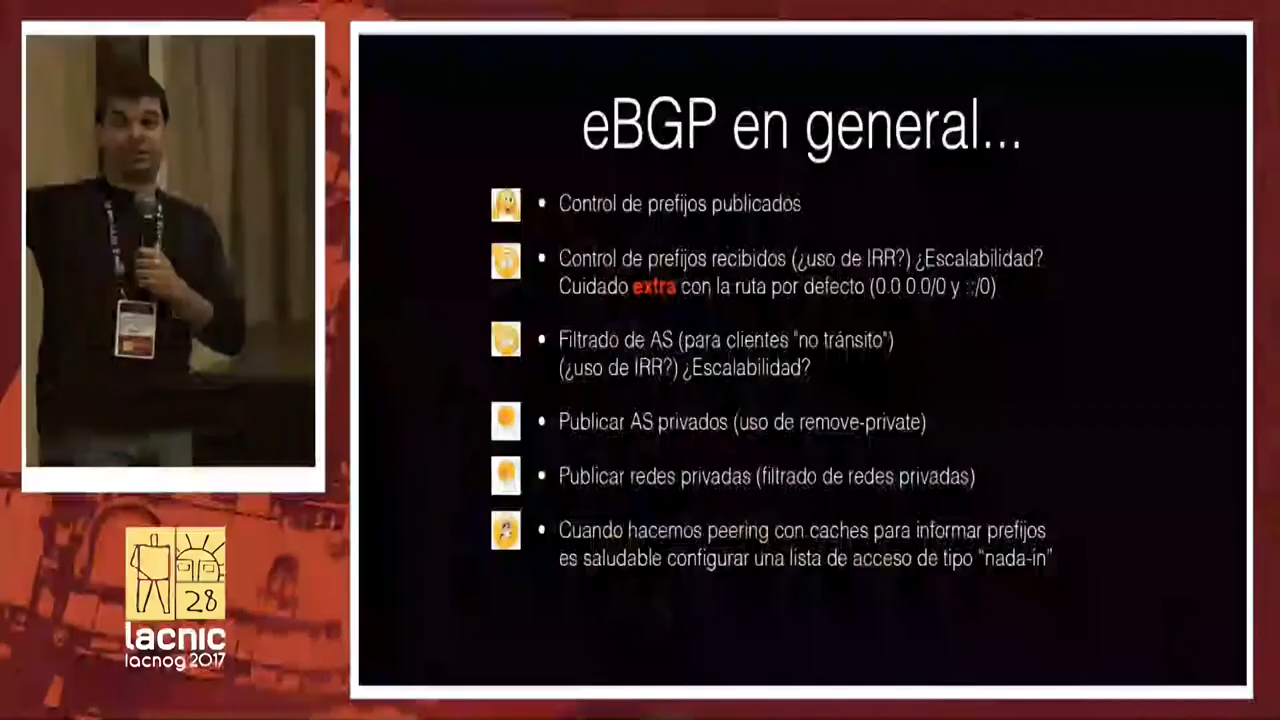 eBGP en general...
• Control de prefijos publicados
• Control de prefijos recibidos (¿uso de IRR?) ¿Escalabilidad?
Cuidado extra con la ruta por defecto (0.0.0.0/0 y ::/0)
• Filtrado de AS (para clientes "no tránsito")
(¿uso de IRR?) ¿Escalabilidad?
• Publicar AS privados (uso de remove-private)
• Publicar redes privadas (filtrado de redes privadas)
• Cuando hacemos peering con caches para informar prefijos
es saludable configurar una lista de acceso de tipo “nada-in”
28
lacnic
lacnog 2017